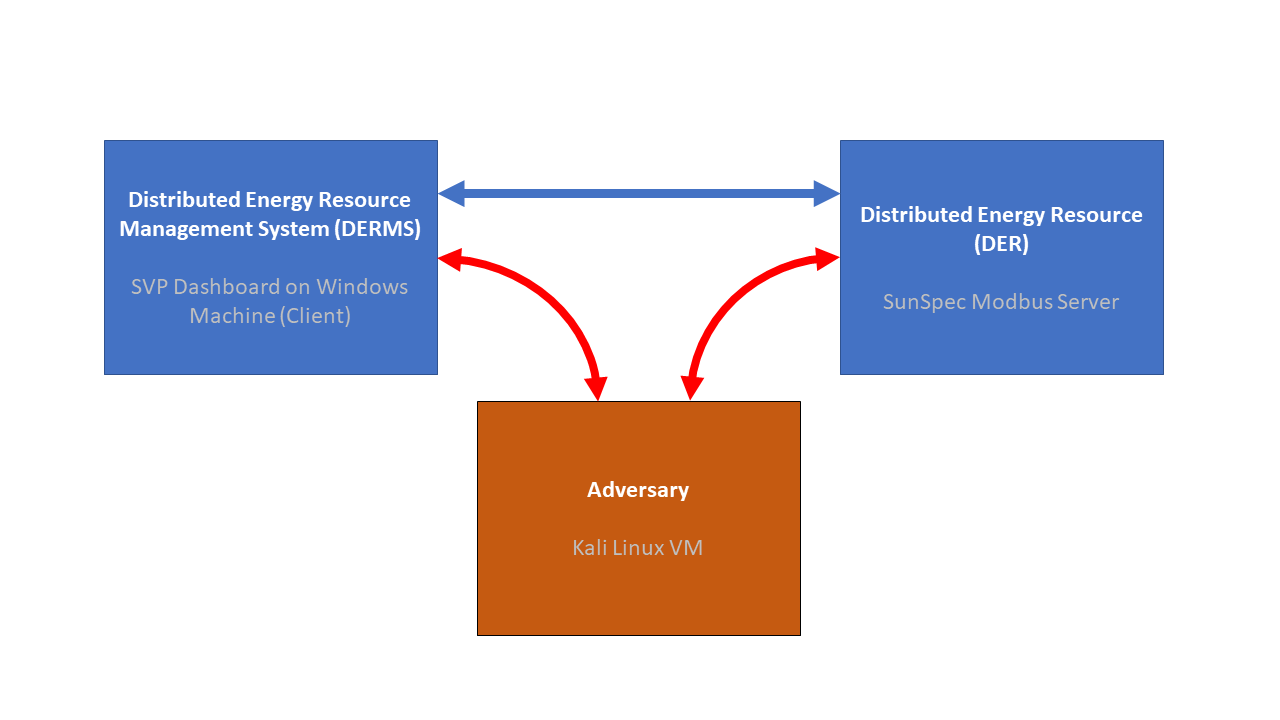 Distributed Energy Resource
Management System (DERMS)
SVP Dashboard on Windows
Machine (Client)
Distributed Energy Resource
(DER)
SunSpec Modbus Server
Adversary
Kali Linux VM